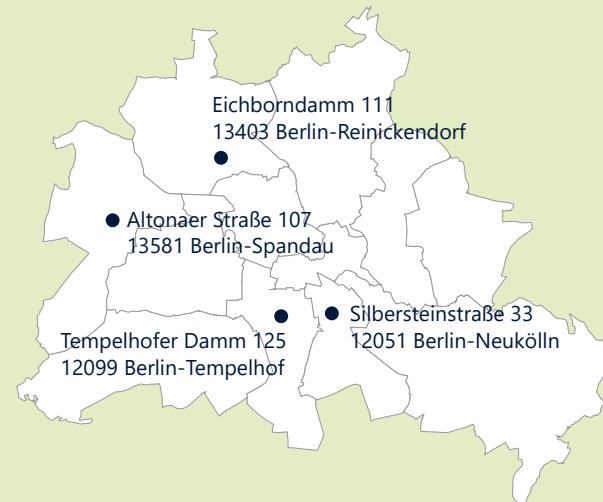 Eichborndamm 111
13403 Berlin-Reinickendorf
Altonaer Straße 107
13581 Berlin-Spandau
Silbersteinstraße 33
12051 Berlin-Neukölln
Tempelhofer Damm 125
12099 Berlin-Tempelhof